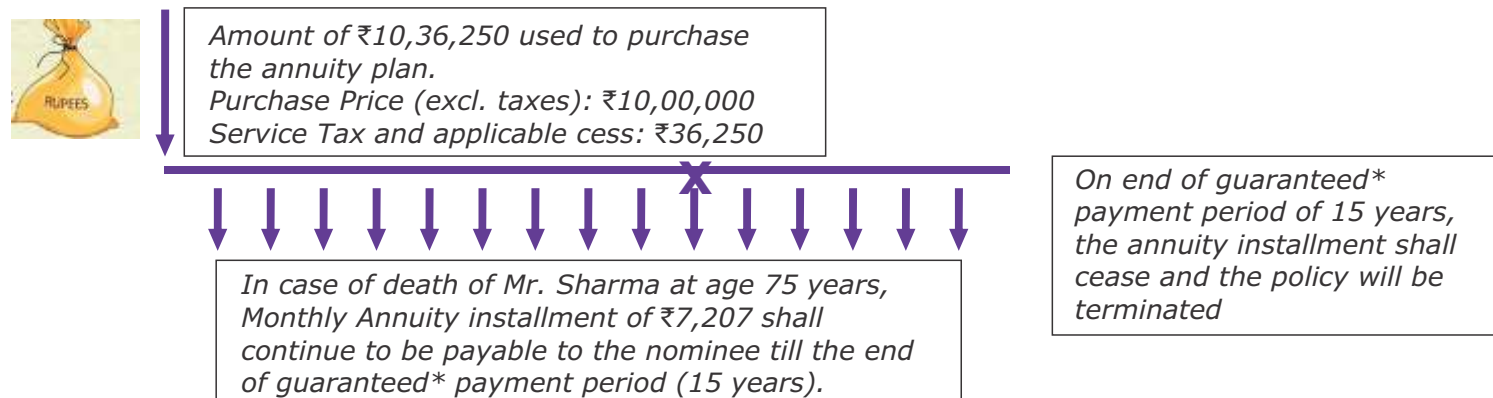 RUPEES
Amount of ₹10,36,250 used to purchase
the annuity plan.
Purchase Price (excl. taxes): ₹10,00,000
Service Tax and applicable cess: ₹36,250
X
On end of guaranteed*
payment period of 15 years,
the annuity installment shall
cease and the policy will be
terminated
In case of death of Mr. Sharma at age 75 years,
Monthly Annuity installment of ₹7,207 shall
continue to be payable to the nominee till the end
of guaranteed* payment period (15 years).